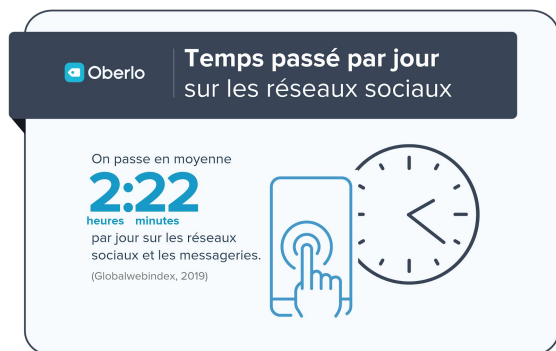 Oberlo
Temps passé par jour
sur les réseaux sociaux
On passe en moyenne
2:22
heures minutes
par jour sur les réseaux
sociaux et les messageries.
(Globalwebindex, 2019)